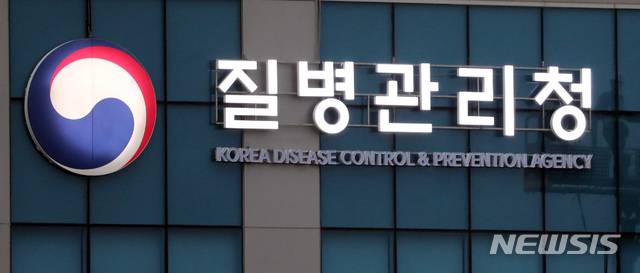 질병관리청
KOREA DISEASE CONTROL & PREVENTION AGENCY
NEWSIS